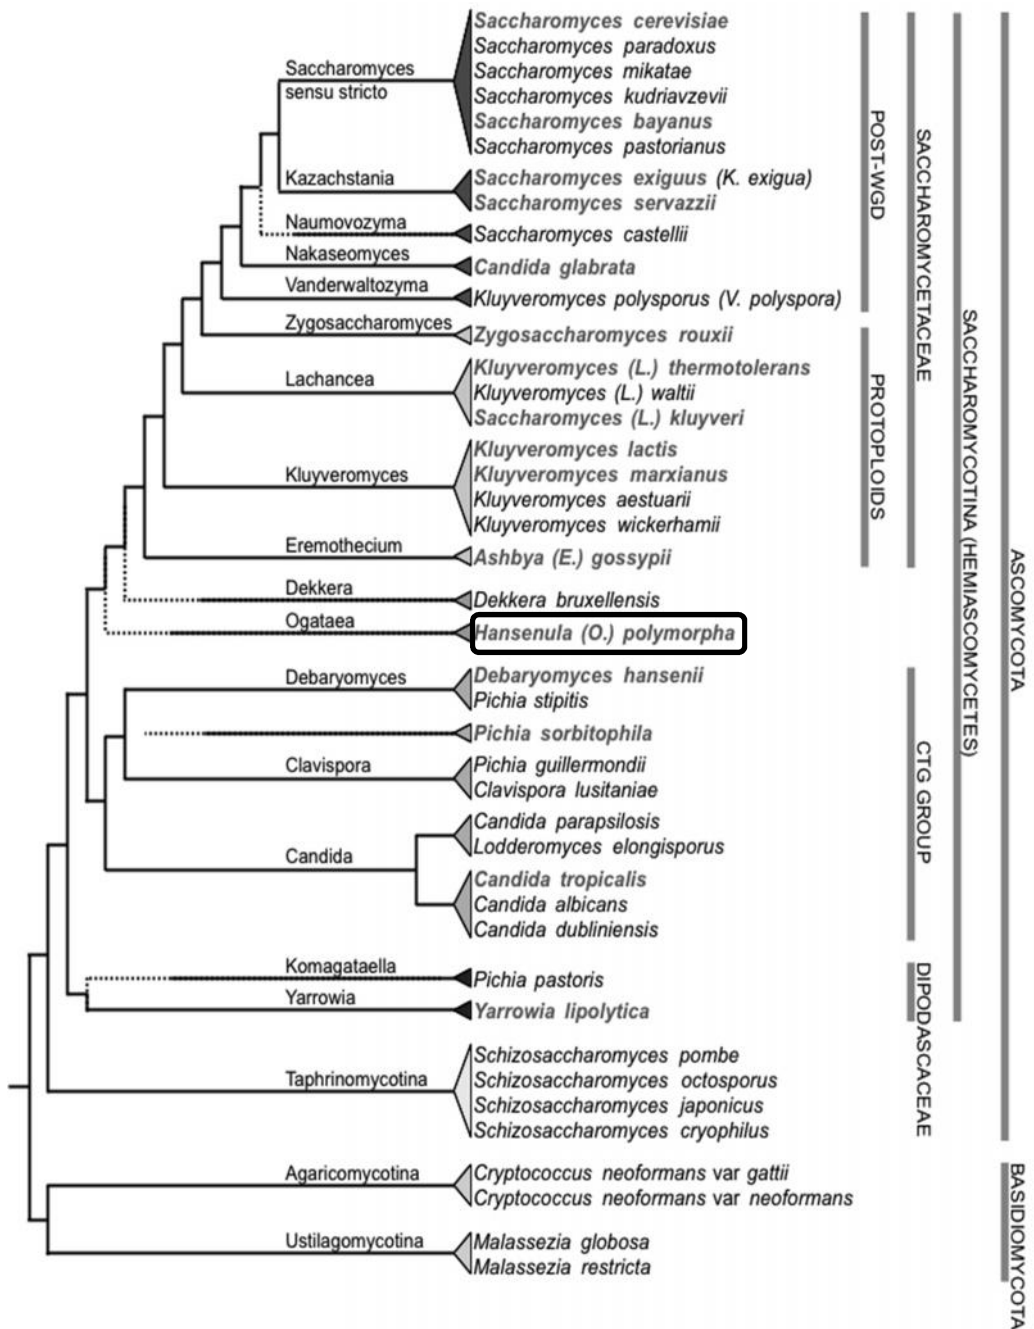 Saccharomyces cerevisiae
Saccharomyces paradoxus
Saccharomyces mikatae
Saccharomyces kudriavzevii
Saccharomyces bayanus
Saccharomyces pastorianus
Saccharomyces
sensu stricto
Kazachstania
Saccharomyces exiguus (K. exigua)
Saccharomyces servazzii
Naumovozyma
Saccharomyces castellii
Nakaseomyces
Candida glabrata
Vanderwaltozyma
Kluyveromyces polysporus (V. polyspora)
Zygosaccharomyces
Zygosaccharomyces rouxii
Lachancea
Kluyveromyces (L.) thermotolerans
Kluyveromyces (L.) waltii
Saccharomyces (L.) kluyveri
Kluyveromyces
Kluyveromyces lactis
Kluyveromyces marxianus
Kluyveromyces aestuarii
Kluyveromyces wickerhamii
Eremothecium
Ashbya (E.) gossypii
Dekkera
Dekkera bruxellensis
Ogataea
Hansenula (O.) polymorpha
Debaryomyces
Debaryomyces hansenii
Pichia stipitis
Pichia sorbitophila
Clavispora
Pichia guillermondii
Clavispora lusitaniae
Candida
Candida parapsilosis
Lodderomyces elongisporus
Candida tropicalis
Candida albicans
Candida dubliniensis
Komagataella
Pichia pastoris
Yarrowia
Yarrowia lipolytica
Taphrinomycotina
Schizosaccharomyces pombe
Schizosaccharomyces octosporus
Schizosaccharomyces japonicus
Schizosaccharomyces cryophilus
Agaricomycotina
Cryptococcus neoformans var gattii
Cryptococcus neoformans var neoformans
Ustilagomycotina
Malassezia globosa
Malassezia restricta
POST-WGD
PROTOPLOIDS
SACCHAROMYCETACEAE
CTG GROUP
DIPODASCACEAE
SACCHAROMYCOTINA (HEMIASCOMYCETES)
ASCOMYCOTA
BASIDIOMYCOTA